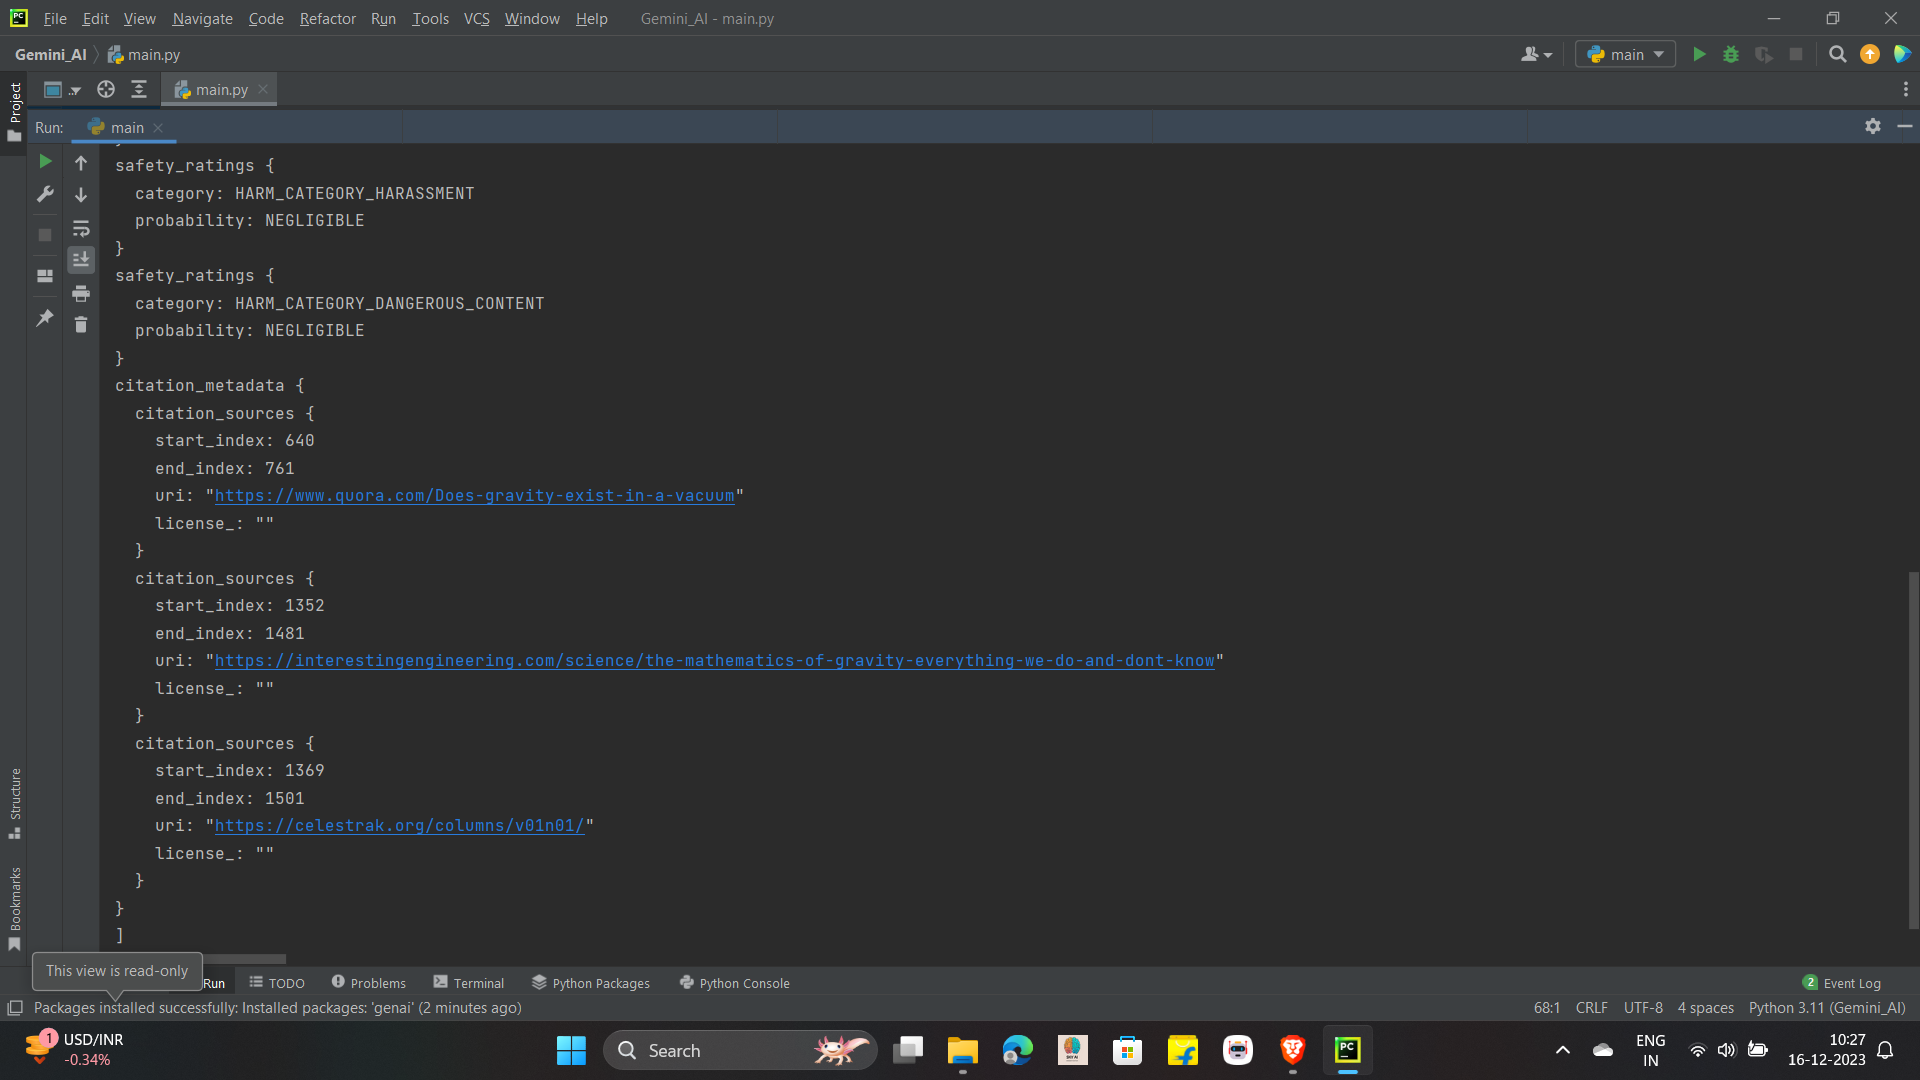 File Edit View Navigate Code Refactor Run Tools VCS Window Help Gemini_AI - main.py
Gemini_AI main.py main
Project
main.py
Run: main
safety_ratings {
category: HARM_CATEGORY_HARASSMENT
probability: NEGLIGIBLE
}
safety_ratings {
category: HARM_CATEGORY_DANGEROUS_CONTENT
probability: NEGLIGIBLE
}
citation_metadata {
citation_sources {
start_index: 640
end_index: 761
uri: "https://www.quora.com/Does-gravity-exist-in-a-vacuum"
license_: ""
}
citation_sources {
start_index: 1352
end_index: 1481
uri: "https://interestingengineering.com/science/the-mathematics-of-gravity-everything-we-do-and-dont-know"
license_: ""
}
citation_sources {
start_index: 1369
end_index: 1501
uri: "https://celestrak.org/columns/v01n01/"
license_: ""
}
}
]
Structure
Bookmarks
This view is read-only
Run TODO Problems Terminal Python Packages Python Console 2 Event Log
Packages installed successfully: Installed packages: 'genai' (2 minutes ago) 68:1 CRLF UTF-8 4 spaces Python 3.11 (Gemini_AI)
1 USD/INR
-0.34%
Search
PC
ENG
IN
10:27
16-12-2023